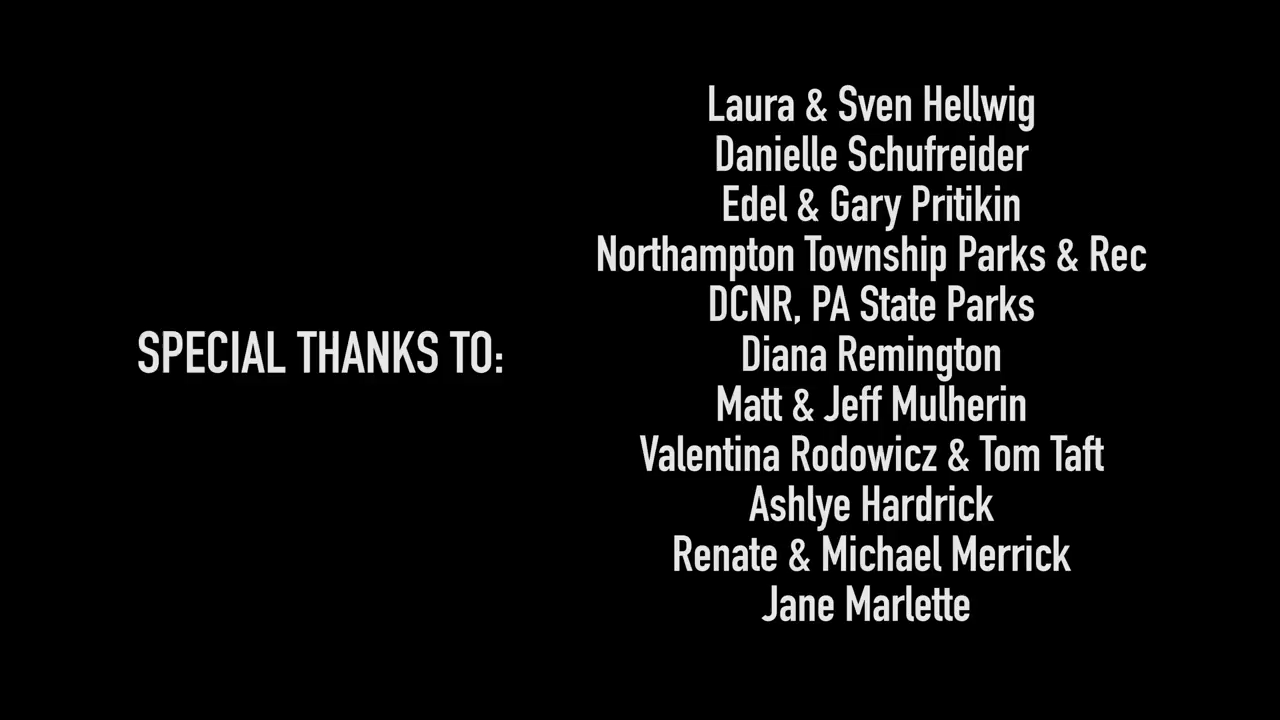 SPECIAL THANKS TO:
Laura & Sven Hellwig
Danielle Schufreider
Edel & Gary Pritikin
Northampton Township Parks & Rec
DCNR, PA State Parks
Diana Remington
Matt & Jeff Mulherin
Valentina Rodowicz & Tom Taft
Ashlye Hardrick
Renate & Michael Merrick
Jane Marlette